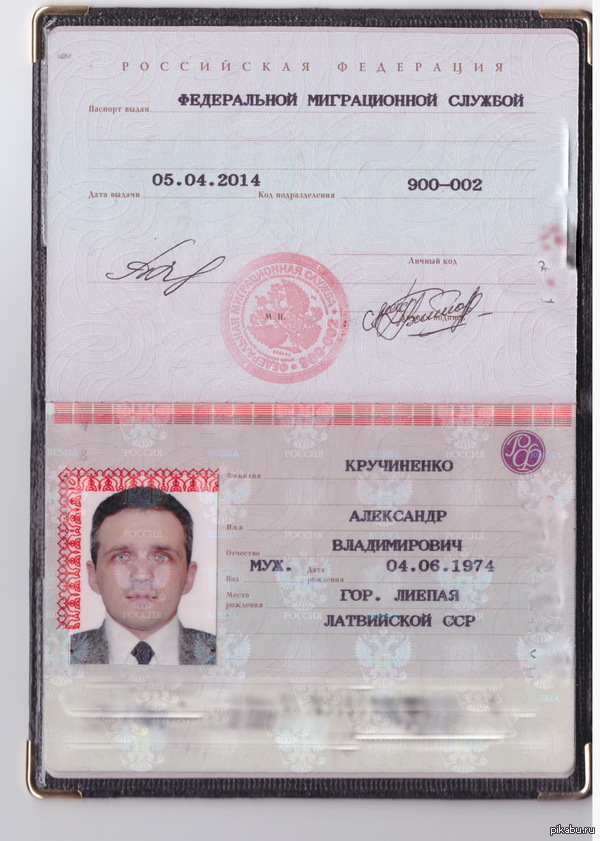 РОССИЙСКАЯ ФЕДЕРАЦИЯ
Паспорт выдан ФЕДЕРАЛЬНОЙ МИГРАЦИОННОЙ СЛУЖБОЙ
Дата выдачи 05.04.2014 Код подразделения 900-002
Личный код
М. П.
ФЕДЕРАЛЬНАЯ МИГРАЦИОННАЯ СЛУЖБА
900-002
КРУЧИНЕНКО
Фамилия
АЛЕКСАНДР
Имя
ВЛАДИМИРОВИЧ
Отчество
Пол МУЖ. Дата рождения 04.06.1974
Место рождения ГОР. ЛИЕПАЯ
ЛАТВИЙСКОЙ ССР
РОССИЯ
RUSSIA
pikabu.ru